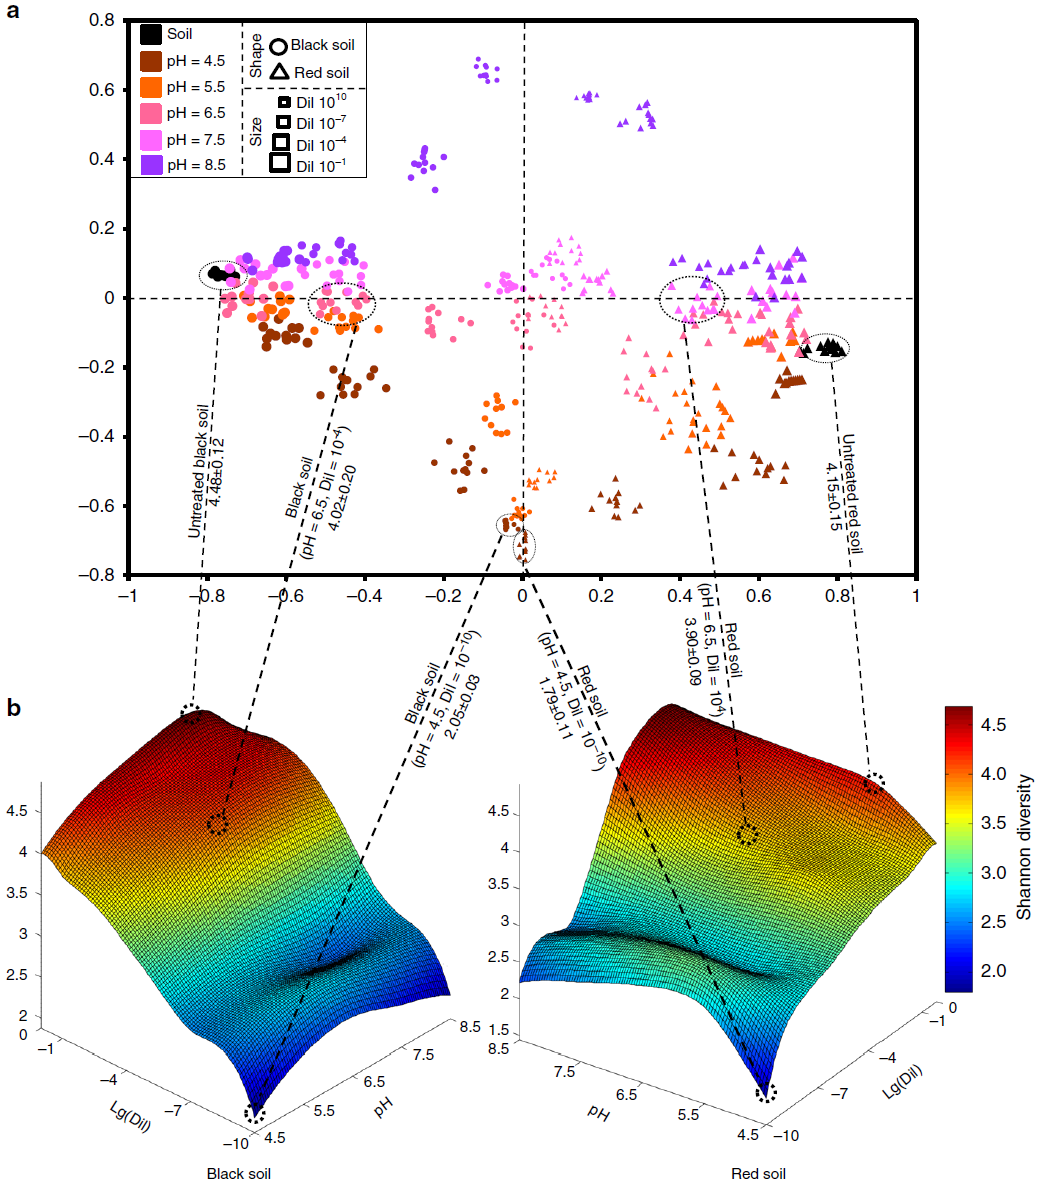 a
0.8
0.6
0.4
0.2
0
−0.2
−0.4
−0.6
−0.8
−1
−0.8
−0.6
−0.4
−0.2
0
0.2
0.4
0.6
0.8
1
Soil
pH = 4.5
pH = 5.5
pH = 6.5
pH = 7.5
pH = 8.5
Shape
Black soil
Red soil
Size
Dil 10^10
Dil 10^−7
Dil 10^−4
Dil 10^−1
Untreated black soil
4.48±0.12
Black soil
(pH = 6.5, Dil = 10^-4)
4.02±0.20
Black soil
(pH = 4.5, Dil = 10^−10)
2.05±0.03
Red soil
(pH = 4.5, Dil = 10^−10)
1.79±0.11
Red soil
(pH = 6.5, Dil = 10^4)
3.90±0.09
Untreated red soil
4.15±0.15
b
4.5
4
3.5
3
2.5
2
0
−1
−4
−7
−10
Lg(Dil)
4.5
5.5
6.5
7.5
8.5
pH
Black soil
4.5
4
3.5
3
2.5
2
1.5
8.5
7.5
6.5
5.5
4.5
pH
−10
−7
−4
−1
0
Lg(Dil)
Red soil
4.5
4.0
3.5
3.0
2.5
2.0
Shannon diversity